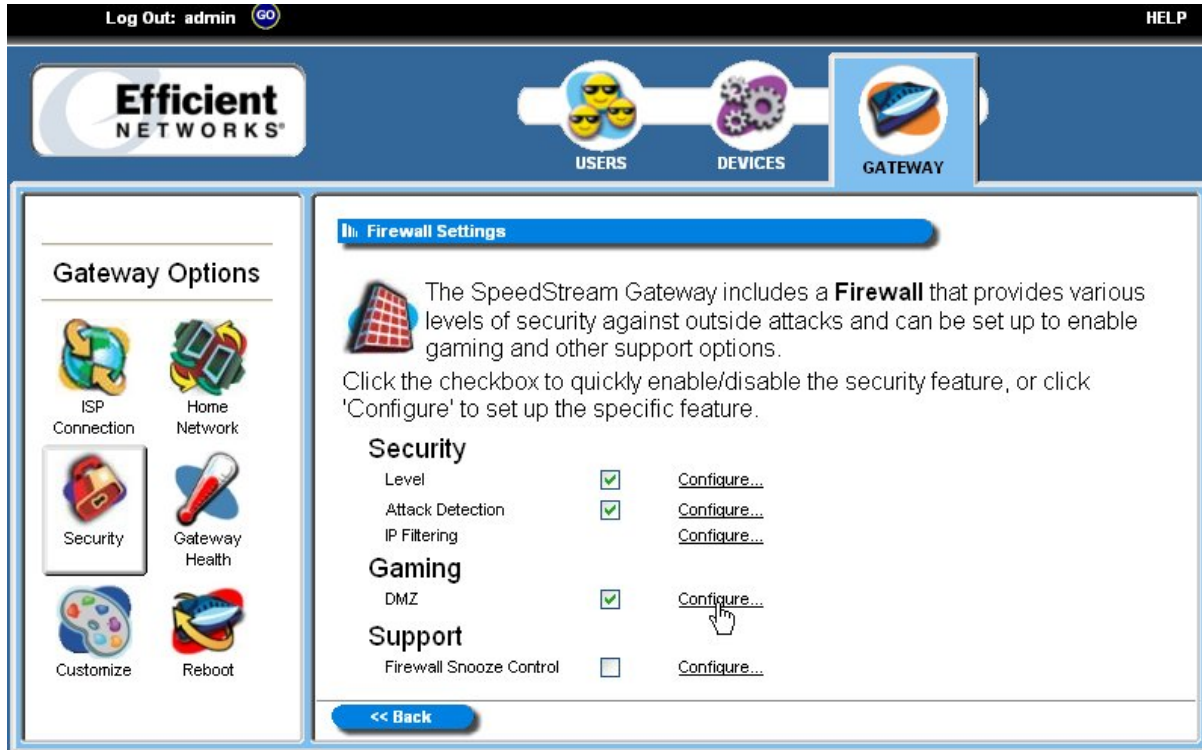 Log Out: admin GO
HELP
Efficient
NETWORKS®
USERS
DEVICES
GATEWAY
Gateway Options
ISP
Connection
Home
Network
Security
Gateway
Health
Customize
Reboot
Firewall Settings
The SpeedStream Gateway includes a Firewall that provides various
levels of security against outside attacks and can be set up to enable
gaming and other support options.
Click the checkbox to quickly enable/disable the security feature, or click
'Configure' to set up the specific feature.
Security
Level Configure...
Attack Detection Configure...
IP Filtering Configure...
Gaming
DMZ Configure...
Support
Firewall Snooze Control Configure...
<< Back